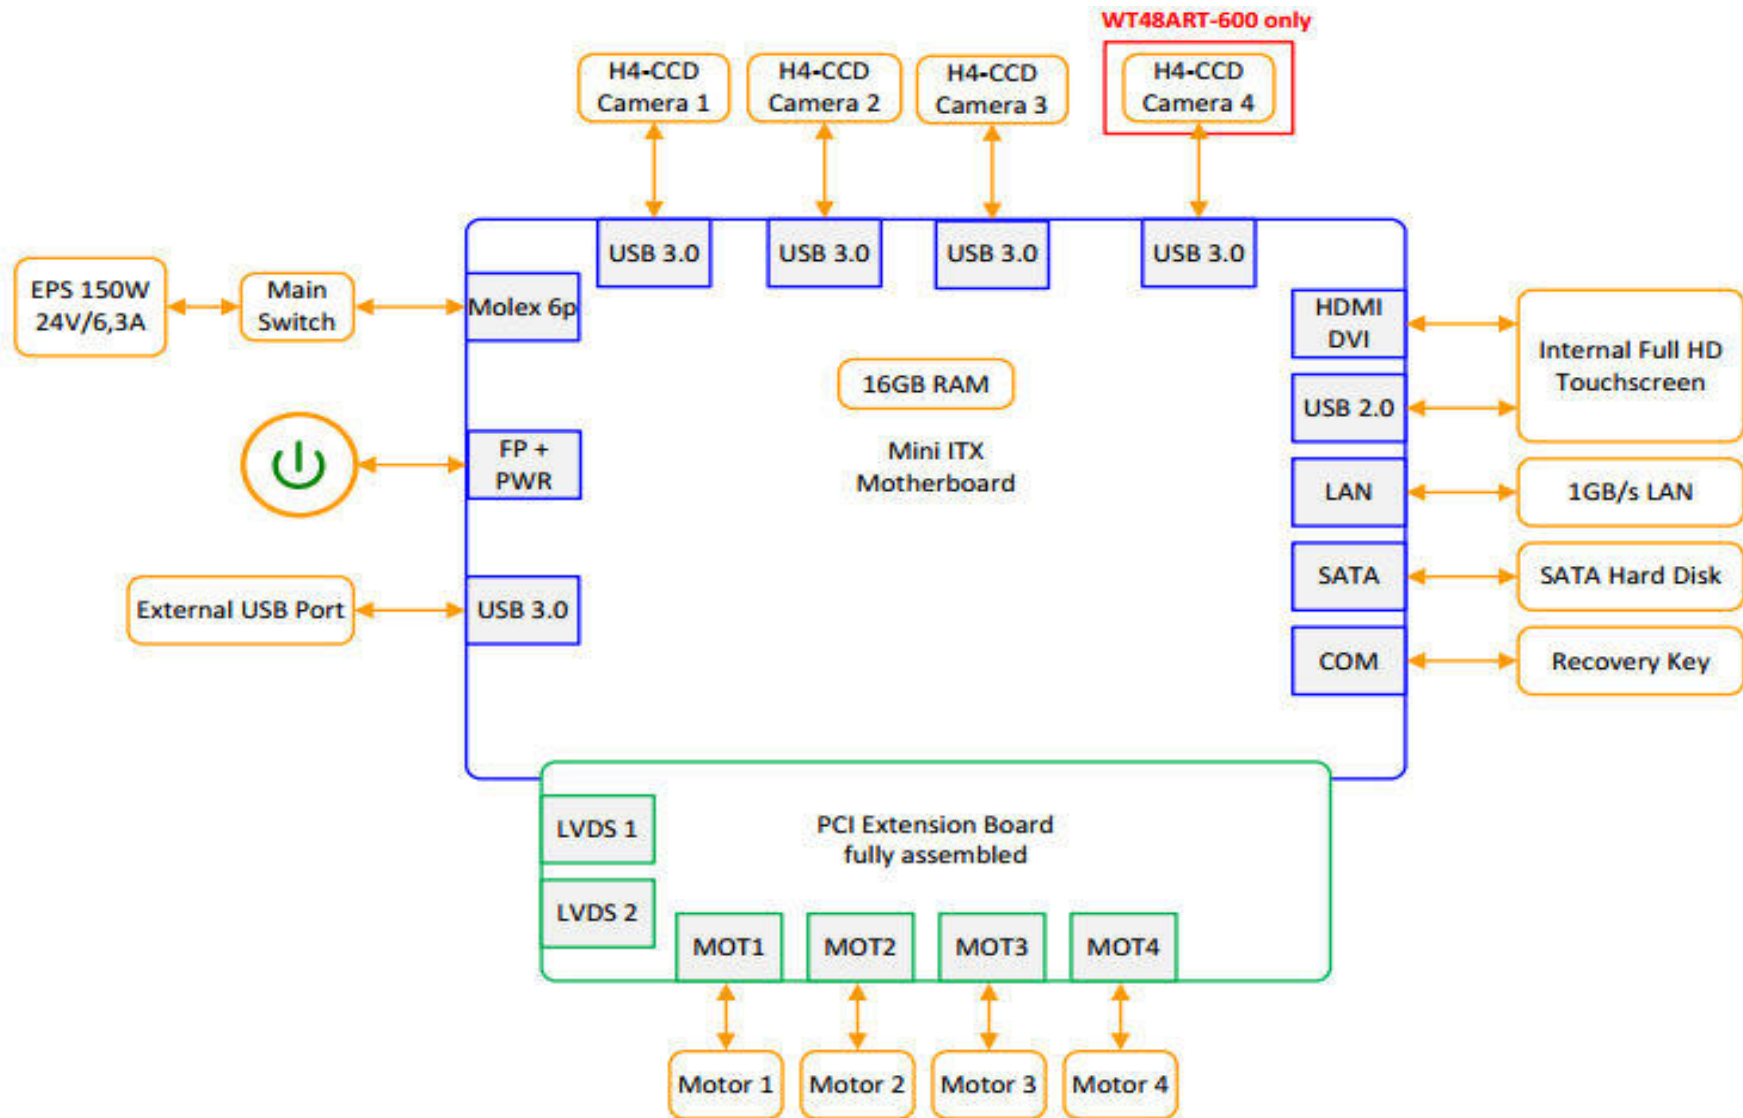 WT48ART-600 only
H4-CCD
Camera 1
H4-CCD
Camera 2
H4-CCD
Camera 3
H4-CCD
Camera 4
USB 3.0
USB 3.0
USB 3.0
USB 3.0
EPS 150W
24V/6,3A
Main
Switch
Molex 6p
HDMI
DVI
Internal Full HD
Touchscreen
16GB RAM
USB 2.0
FP +
PWR
Mini ITX
Motherboard
LAN
1GB/s LAN
SATA
SATA Hard Disk
External USB Port
USB 3.0
COM
Recovery Key
LVDS 1
PCI Extension Board
fully assembled
LVDS 2
MOT1
MOT2
MOT3
MOT4
Motor 1
Motor 2
Motor 3
Motor 4